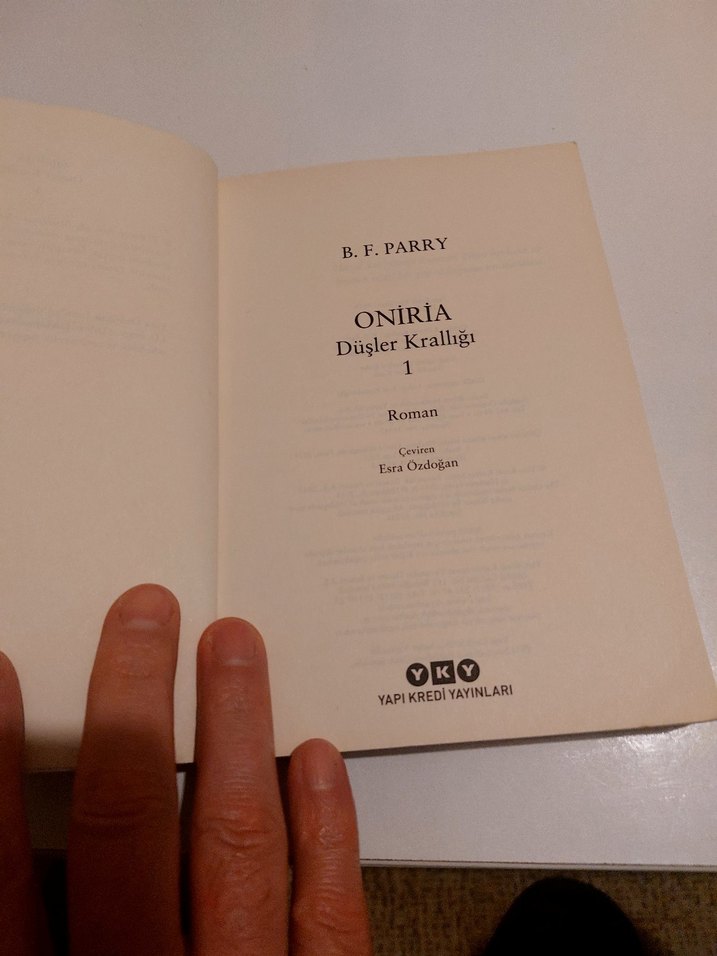 B. F. PARRY
ONİRİA
Düşler Krallığı
1
Roman
Çeviren
Esra Özdoğan
YKY
YAPI KREDİ YAYINLARI